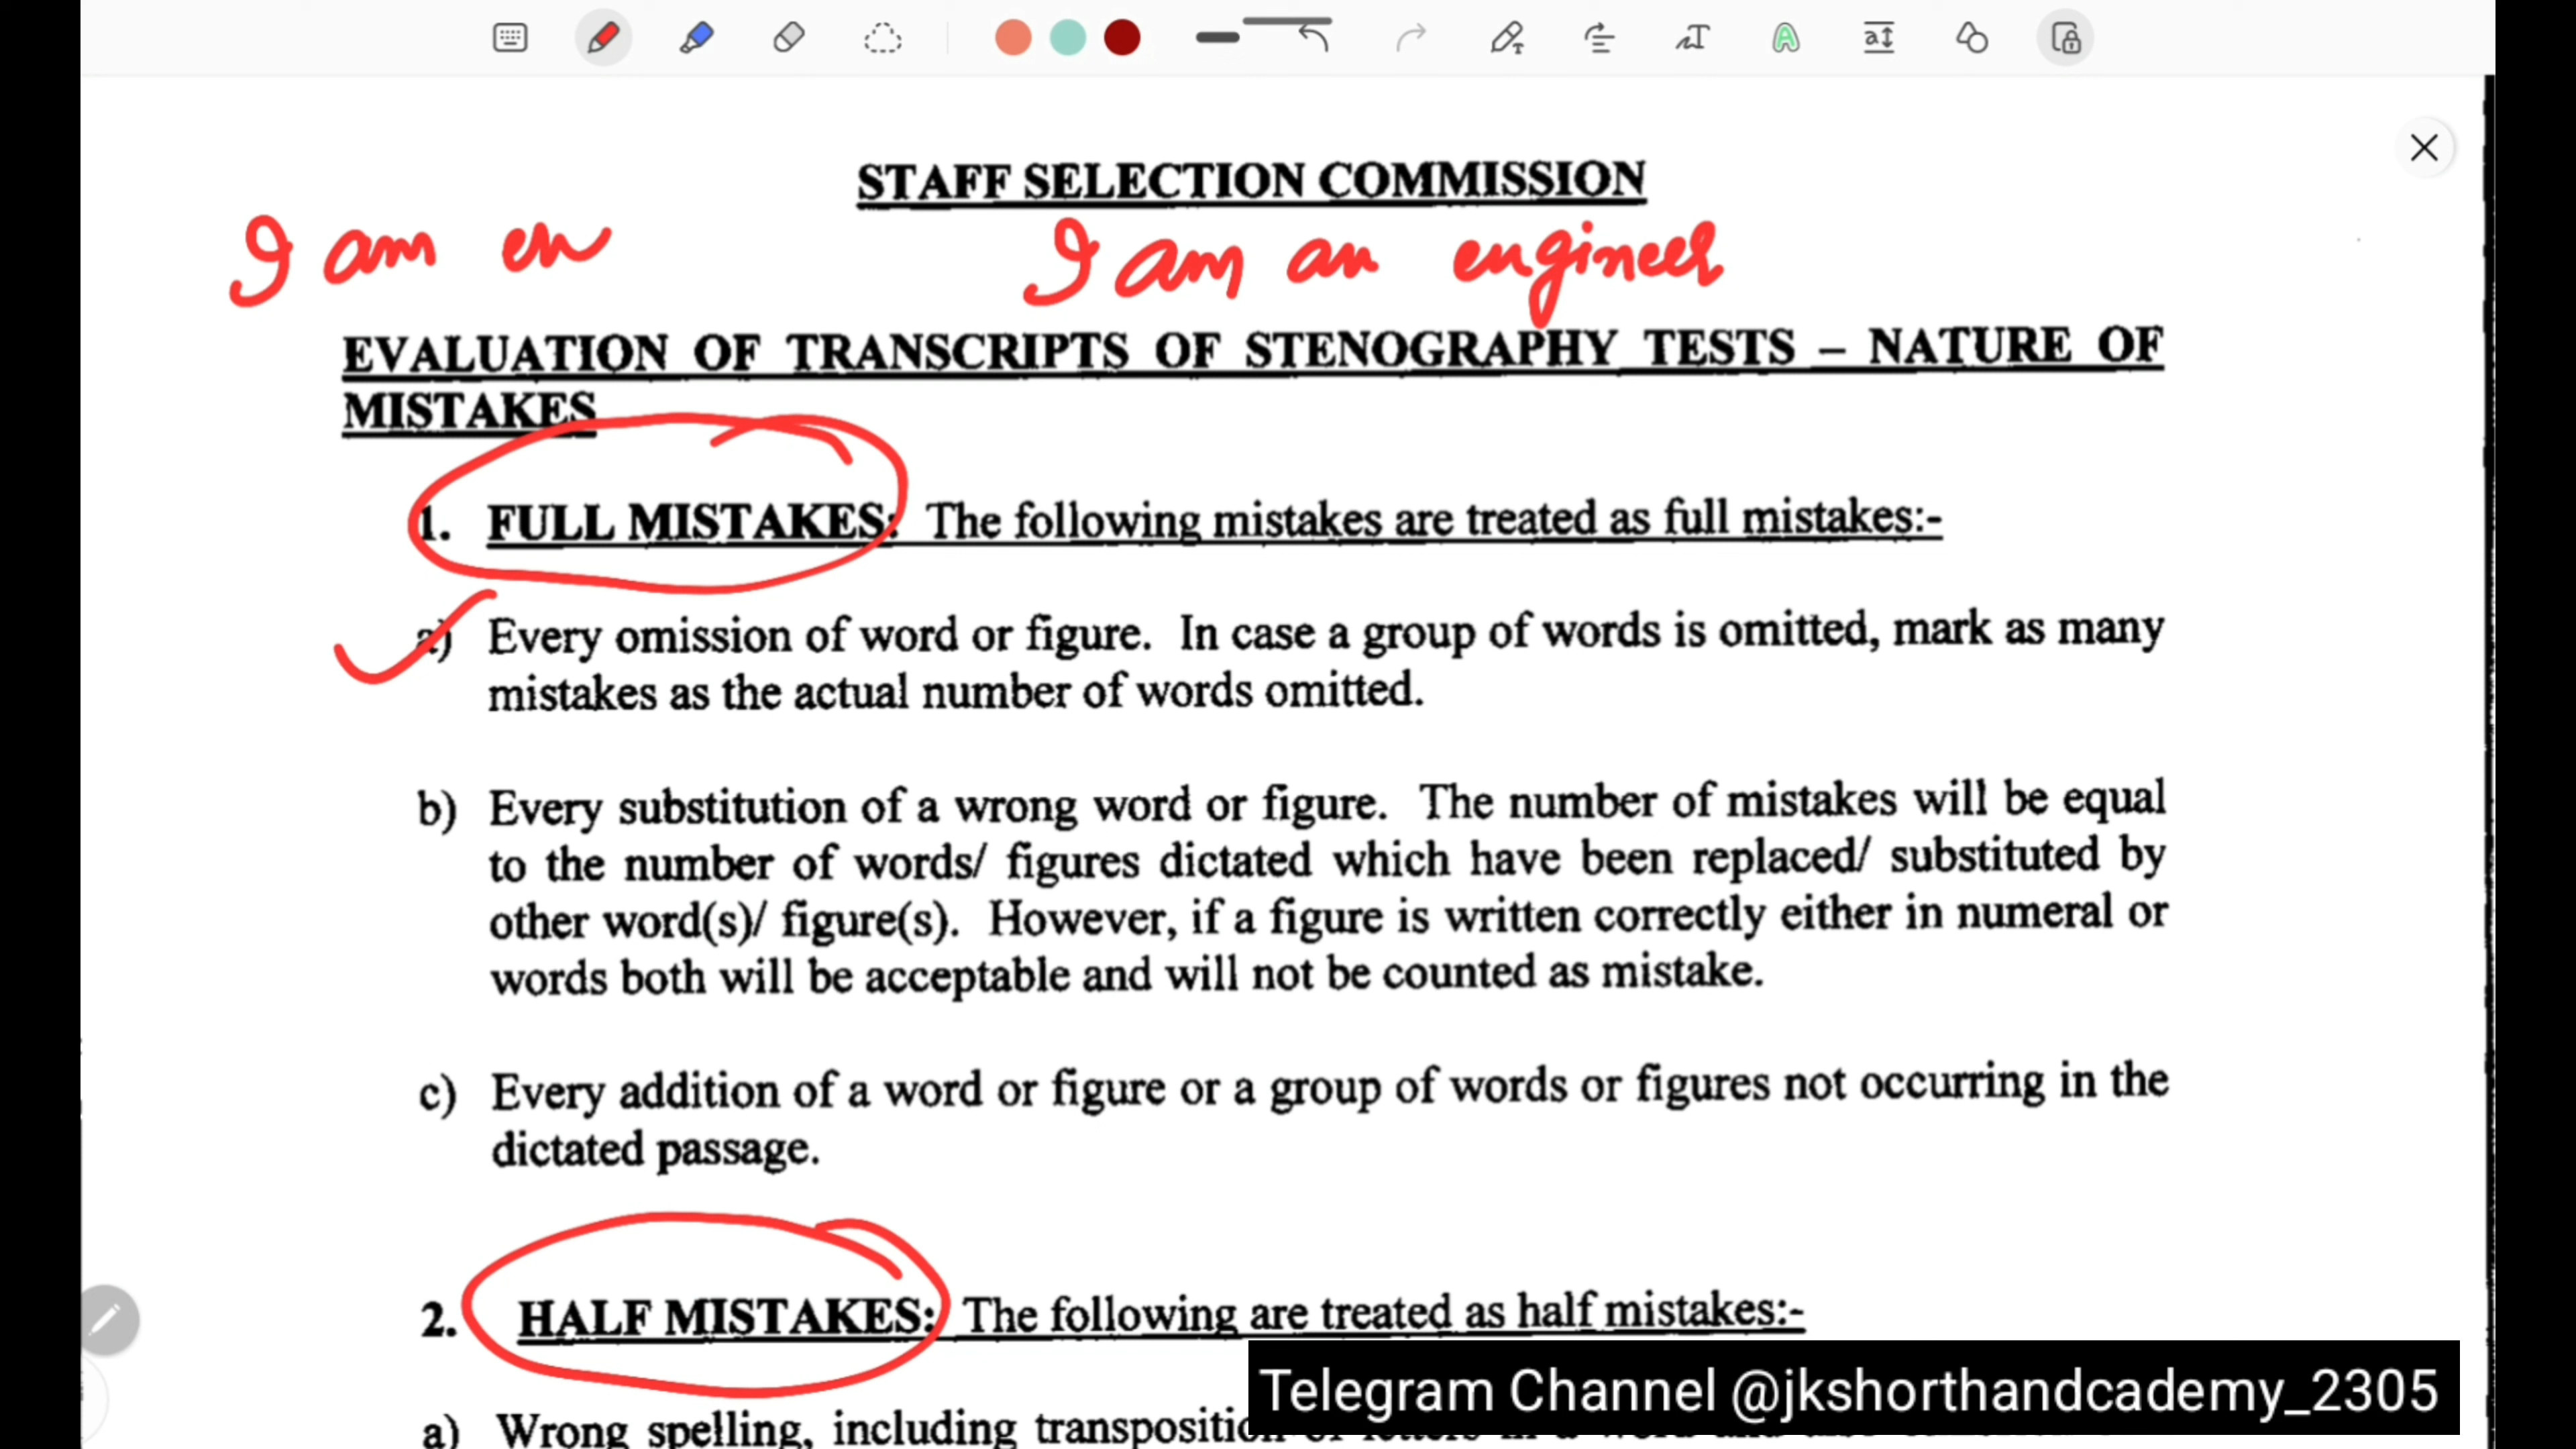 STAFF SELECTION COMMISSION
I am en
I am an engineer
EVALUATION OF TRANSCRIPTS OF STENOGRAPHY TESTS – NATURE OF
MISTAKES
1. FULL MISTAKES: The following mistakes are treated as full mistakes:-
a) Every omission of word or figure. In case a group of words is omitted, mark as many
mistakes as the actual number of words omitted.
b) Every substitution of a wrong word or figure. The number of mistakes will be equal
to the number of words/ figures dictated which have been replaced/ substituted by
other word(s)/ figure(s). However, if a figure is written correctly either in numeral or
words both will be acceptable and will not be counted as mistake.
c) Every addition of a word or figure or a group of words or figures not occurring in the
dictated passage.
2. HALF MISTAKES: The following are treated as half mistakes:-
Telegram Channel @jkshorthandcademy_2305
a) Wrong spelling, including